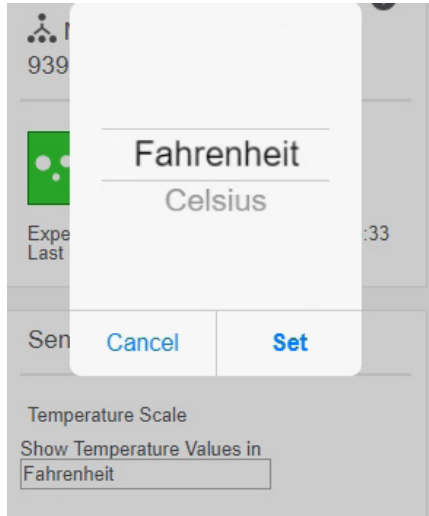 939
Fahrenheit
Celsius
Expe :33
Last
Sen
Cancel Set
Temperature Scale
Show Temperature Values in
Fahrenheit